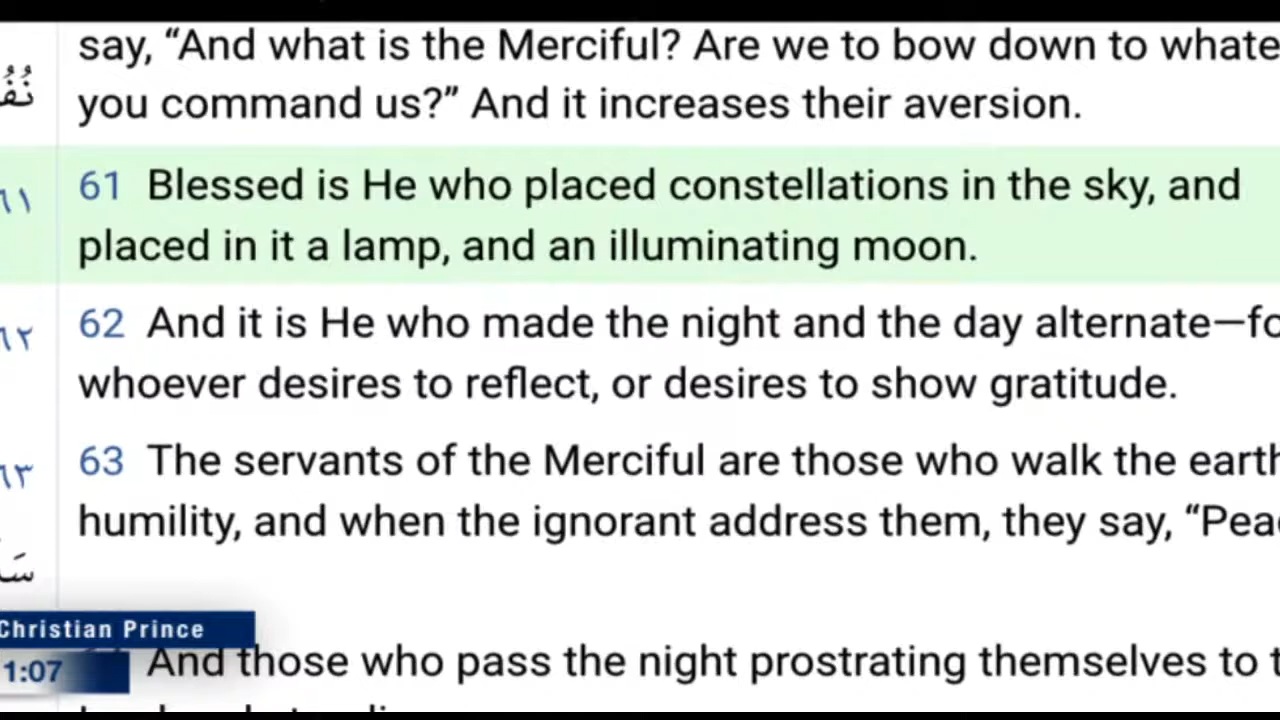 say, “And what is the Merciful? Are we to bow down to whate
you command us?” And it increases their aversion.
٦١
61 Blessed is He who placed constellations in the sky, and
placed in it a lamp, and an illuminating moon.
٦٢
62 And it is He who made the night and the day alternate—fo
whoever desires to reflect, or desires to show gratitude.
٦٣
63 The servants of the Merciful are those who walk the earth
humility, and when the ignorant address them, they say, “Peac
Christian Prince
1:07
And those who pass the night prostrating themselves to t